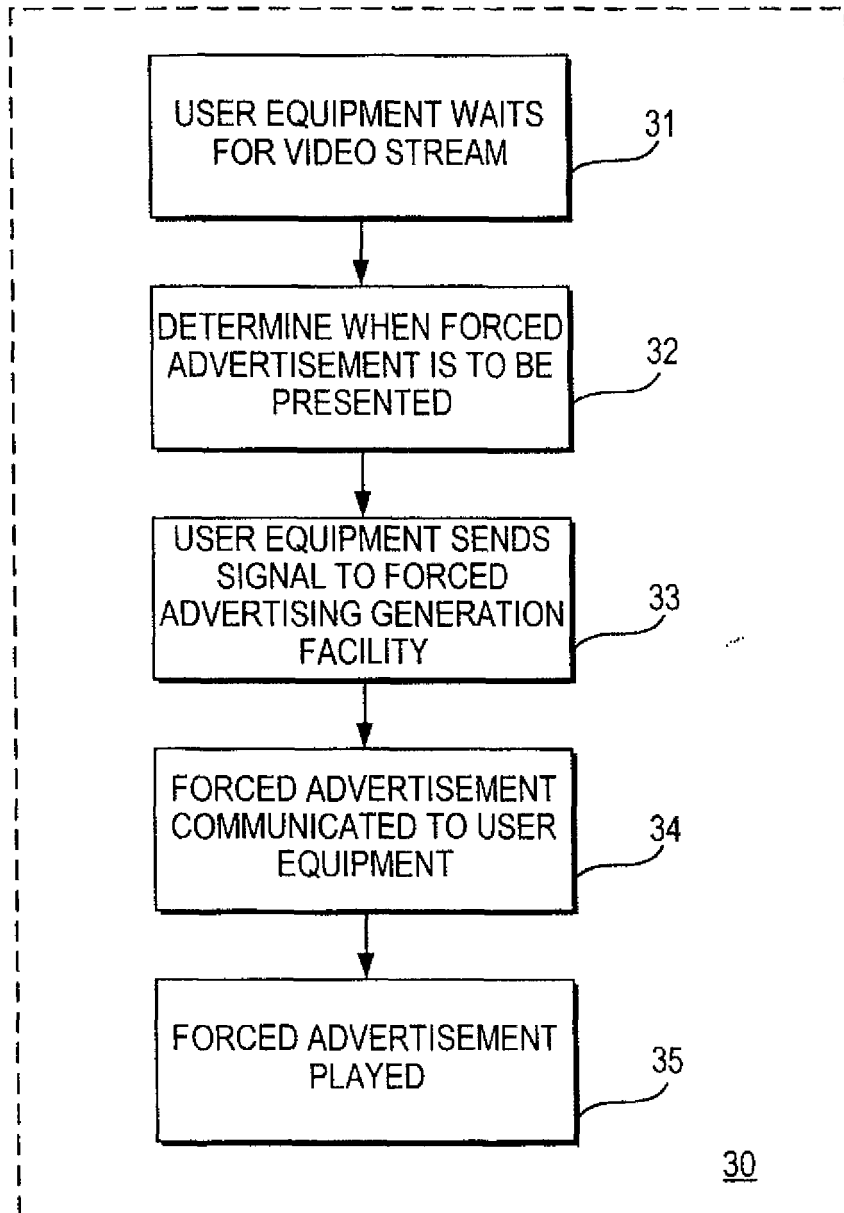 USER EQUIPMENT WAITS
FOR VIDEO STREAM
31
DETERMINE WHEN FORCED
ADVERTISEMENT IS TO BE
PRESENTED
32
USER EQUIPMENT SENDS
SIGNAL TO FORCED
ADVERTISING GENERATION
FACILITY
33
FORCED ADVERTISEMENT
COMMUNICATED TO USER
EQUIPMENT
34
FORCED ADVERTISEMENT
PLAYED
35
30